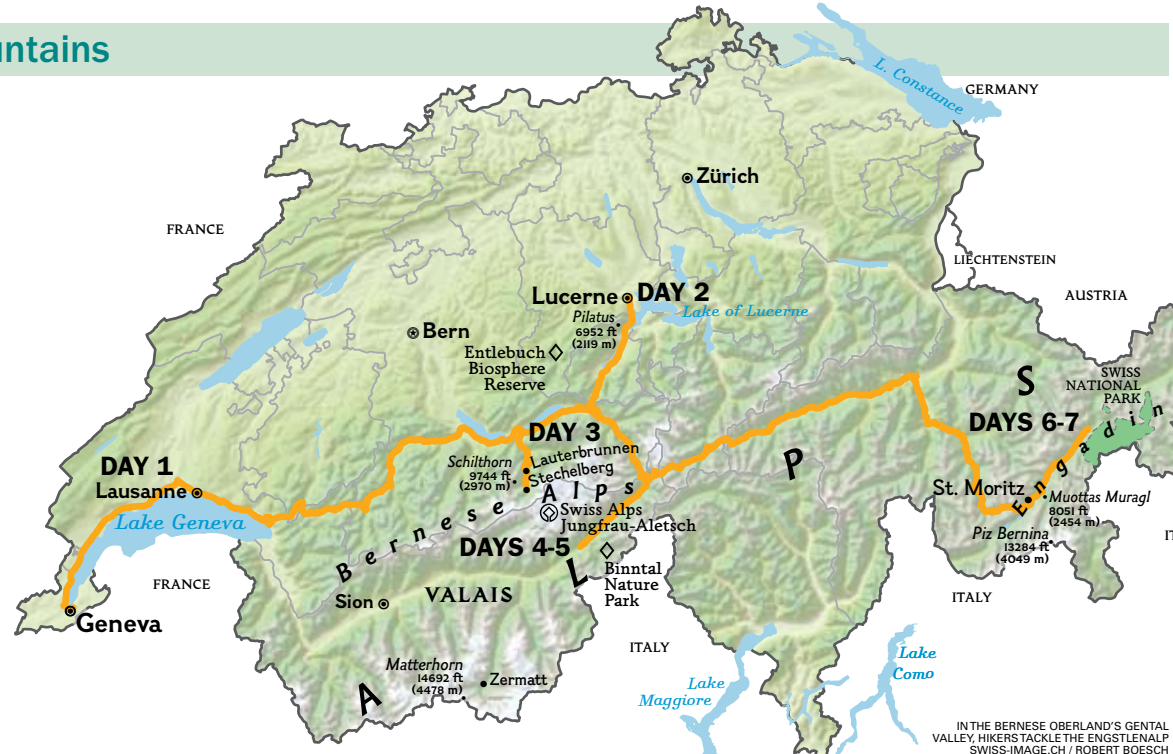 untains
L. Constance
GERMANY
Zürich
FRANCE
LIECHTENSTEIN
Lucerne
DAY 2
AUSTRIA
Pilatus
6952 ft
(2119 m)
Lake of Lucerne
Bern
Entlebuch
Biosphere
Reserve
SWISS
NATIONAL
PARK
S
DAYS 6-7
Engadin
DAY 3
DAY 1
Lausanne
Schilthorn
9744 ft
(2970 m)
Lauterbrunnen
Stechelberg
P
St. Moritz
Muottas Muragl
8051 ft
(2454 m)
Lake Geneva
Bernese Alps
Swiss Alps
Jungfrau-Aletsch
Piz Bernina
13284 ft
(4049 m)
DAYS 4-5
L
Binntal
Nature
Park
FRANCE
VALAIS
Sion
ITALY
Geneva
ITALY
Matterhorn
14692 ft
(4478 m)
Zermatt
A
Lake
Maggiore
Lake
Como
IN THE BERNESE OBERLAND'S GENTAL
VALLEY, HIKERS TACKLE THE ENGSTLENALP
SWISS-IMAGE.CH / ROBERT BOESCH